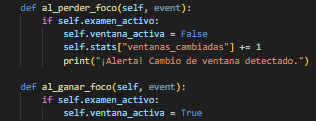 def al_perder_foco(self, event):
    if self.examen_activo:
        self.ventana_activa = False
        self.stats["ventanas_cambiadas"] += 1
        print("¡Alerta! Cambio de ventana detectado.")
def al_ganar_foco(self, event):
    if self.examen_activo:
        self.ventana_activa = True